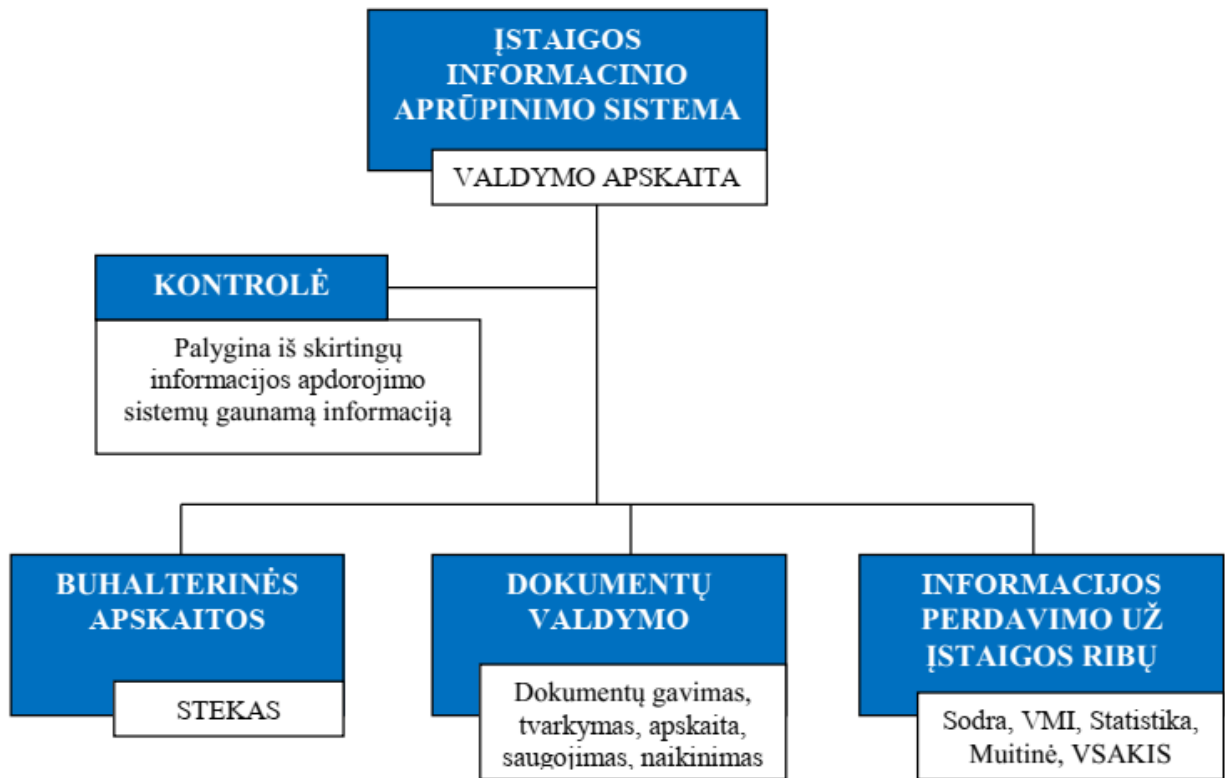 ĮSTAIGOS
INFORMACINIO
APRŪPINIMO SISTEMA
VALDYMO APSKAITA
KONTROLĖ
Palygina iš skirtingų
informacijos apdorojimo
sistemų gaunamą informaciją
BUHALTERINĖS
APSKAITOS
STEKAS
DOKUMENTŲ
VALDYMO
Dokumentų gavimas,
tvarkymas, apskaita,
saugojimas, naikinimas
INFORMACIJOS
PERDAVIMO UŽ
ĮSTAIGOS RIBŲ
Sodra, VMI, Statistika,
Muitinė, VSAKIS